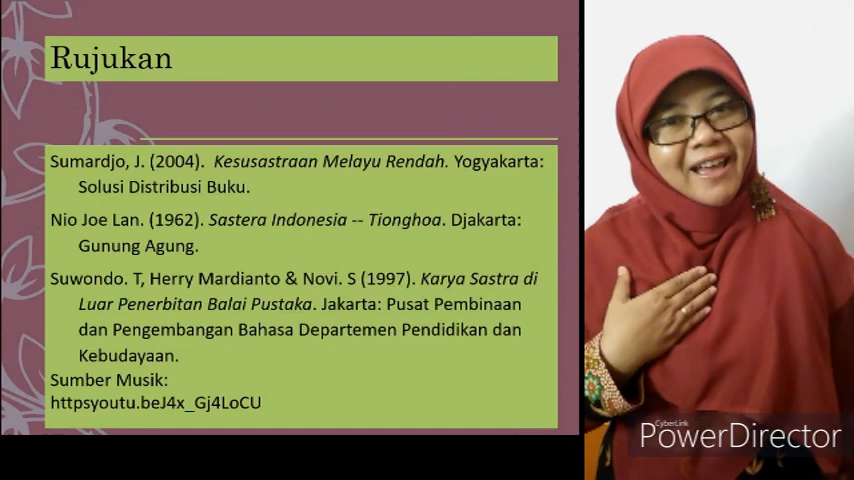 Rujukan
Sumardjo, J. (2004). Kesusastraan Melayu Rendah. Yogyakarta:
Solusi Distribusi Buku.
Nio Joe Lan. (1962). Sastera Indonesia -- Tionghoa. Djakarta:
Gunung Agung.
Suwondo. T, Herry Mardianto & Novi. S (1997). Karya Sastra di
Luar Penerbitan Balai Pustaka. Jakarta: Pusat Pembinaan
dan Pengembangan Bahasa Departemen Pendidikan dan
Kebudayaan.
Sumber Musik:
httpsyoutu.beJ4x_Gj4LoCU
CyberLink
PowerDirector